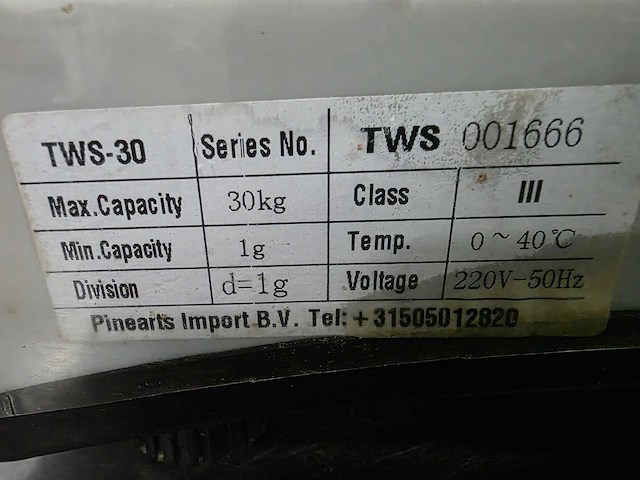 TWS-30 Series No. TWS 001666
Max.Capacity 30kg Class III
Min.Capacity 1g Temp. 0~40℃
Division d=1g Voltage 220V-50Hz
Pinearts Import B.V. Tel: +31505012820